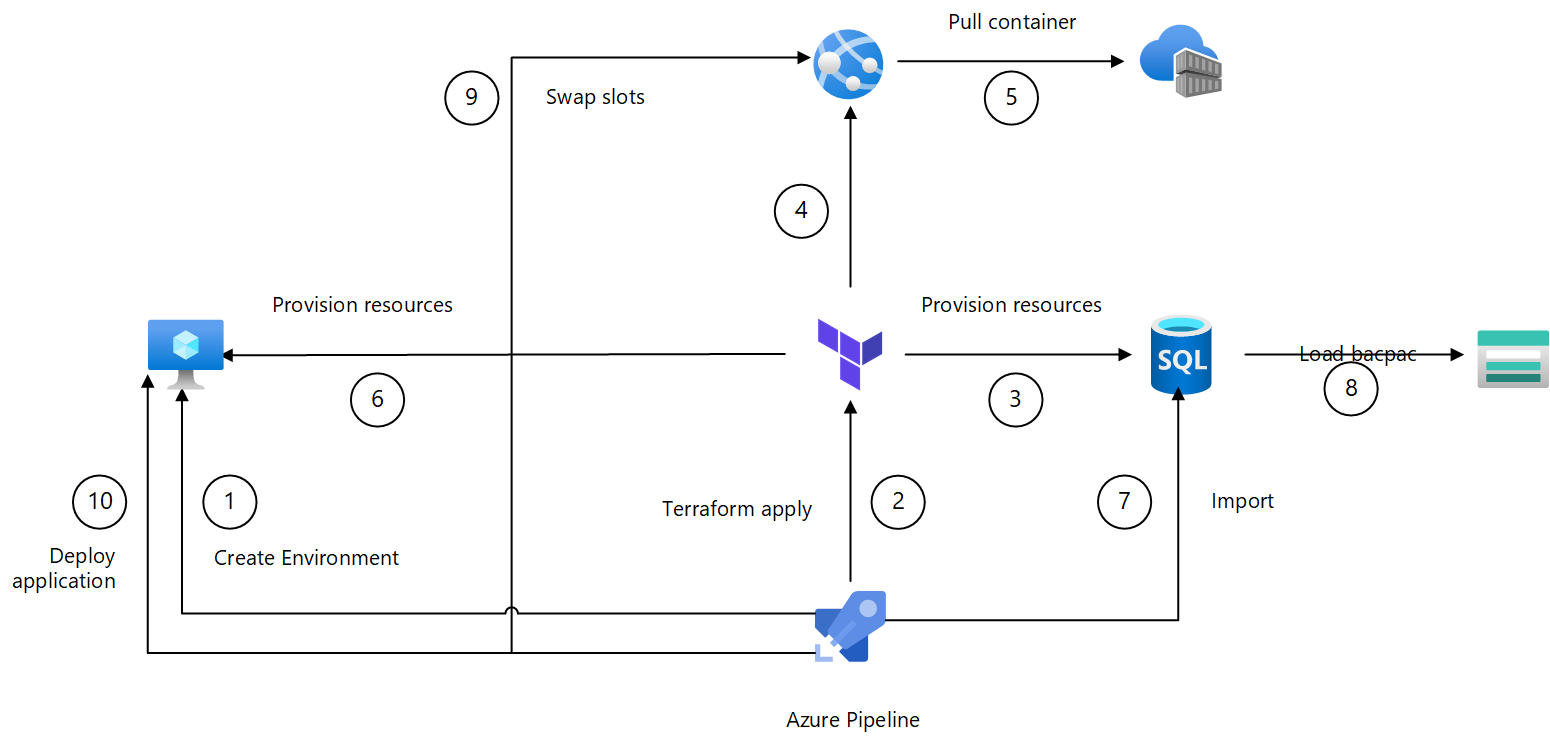 Pull container
9
Swap slots
5
4
Provision resources
Provision resources
SQL
Load bacpac
6
3
8
10
1
Terraform apply
2
7
Import
Deploy
application
Create Environment
Azure Pipeline